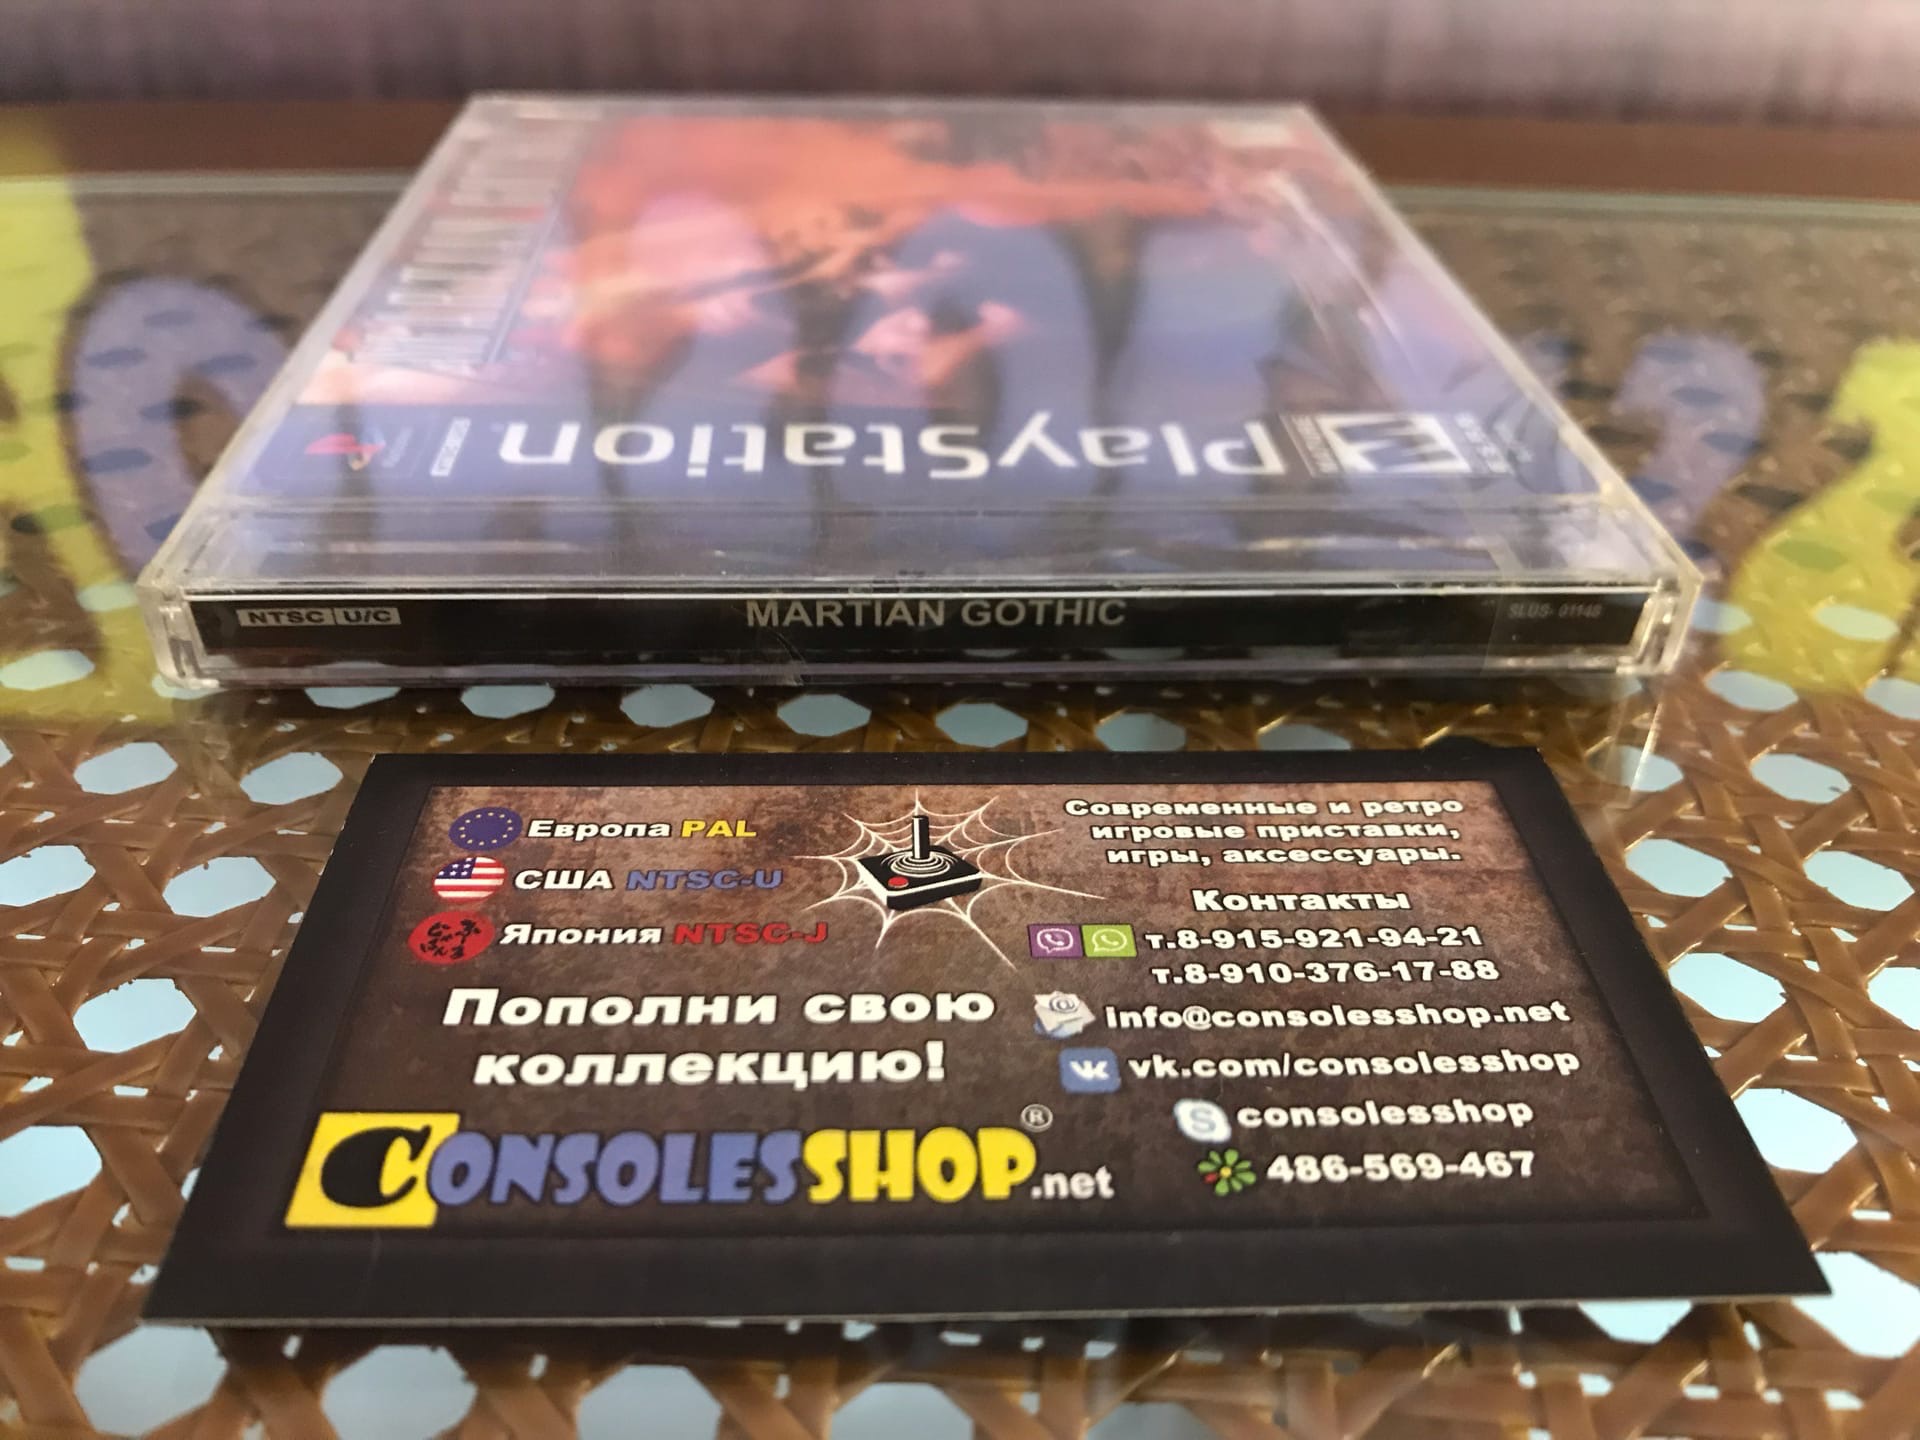 MARTIAN GOTHIC
PlayStation
M
NTSC U/C
MARTIAN GOTHIC
SLUS- 01148
Европа PAL
США NTSC-U
Япония NTSC-J
Пополни свою
коллекцию!
CONSOLESSHOP.net
®
Современные и ретро
игровые приставки,
игры, аксессуары.
Контакты
т.8-915-921-94-21
т.8-910-376-17-88
info@consolesshop.net
vk.com/consolesshop
consolesshop
486-569-467